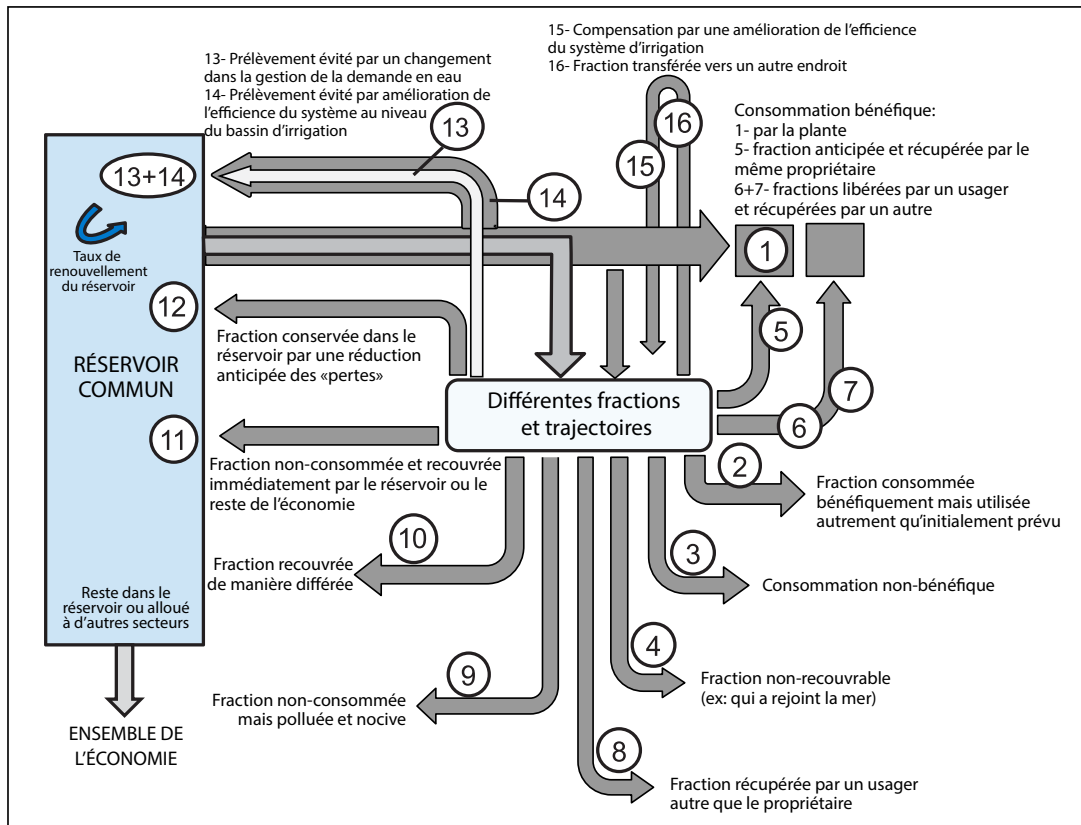 13- Prélèvement évité par un changement
dans la gestion de la demande en eau
14- Prélèvement évité par amélioration de
l'efficience du système au niveau
du bassin d'irrigation
15- Compensation par une amélioration de l'efficience
du système d'irrigation
16- Fraction transférée vers un autre endroit
Consommation bénéfique:
1- par la plante
5- fraction anticipée et récupérée par le
même propriétaire
6+7- fractions libérées par un usager
et récupérées par un autre
13
16
15
13+14
14
1
Taux de
renouvellement
du réservoir
12
5
Fraction conservée dans le
réservoir par une réduction
anticipée des «pertes»
RÉSERVOIR
COMMUN
Différentes fractions
et trajectoires
7
6
11
Fraction non-consommée et recouvrée
immédiatement par le réservoir ou le
reste de l'économie
2
Fraction consommée
bénéfiquement mais utilisée
autrement qu'initialement prévu
10
Fraction recouvrée
de manière différée
3
Consommation non-bénéfique
Reste dans le
réservoir ou alloué
à d'autres secteurs
4
Fraction non-recouvrable
(ex: qui a rejoint la mer)
9
Fraction non-consommée
mais polluée et nocive
ENSEMBLE DE
L'ÉCONOMIE
8
Fraction récupérée par un usager
autre que le propriétaire